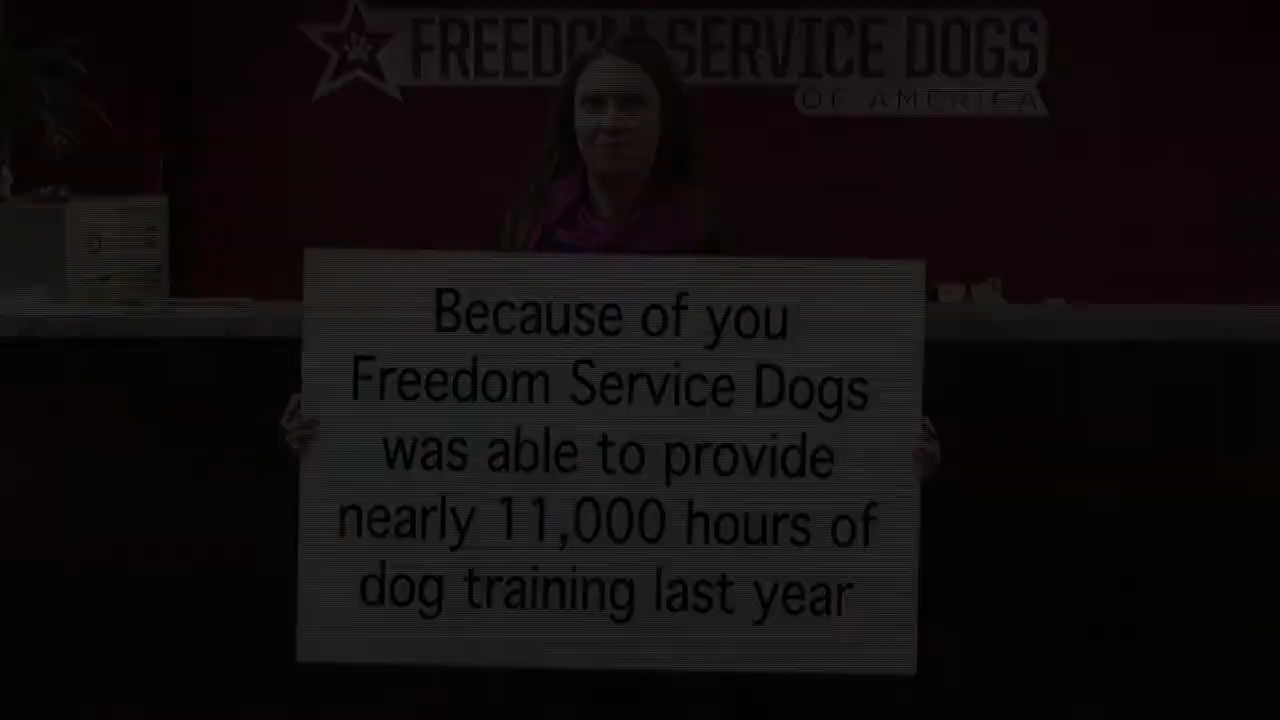 FREEDOM SERVICE DOGS
OF AMERICA
Because of you
Freedom Service Dogs
was able to provide
nearly 11,000 hours of
dog training last year